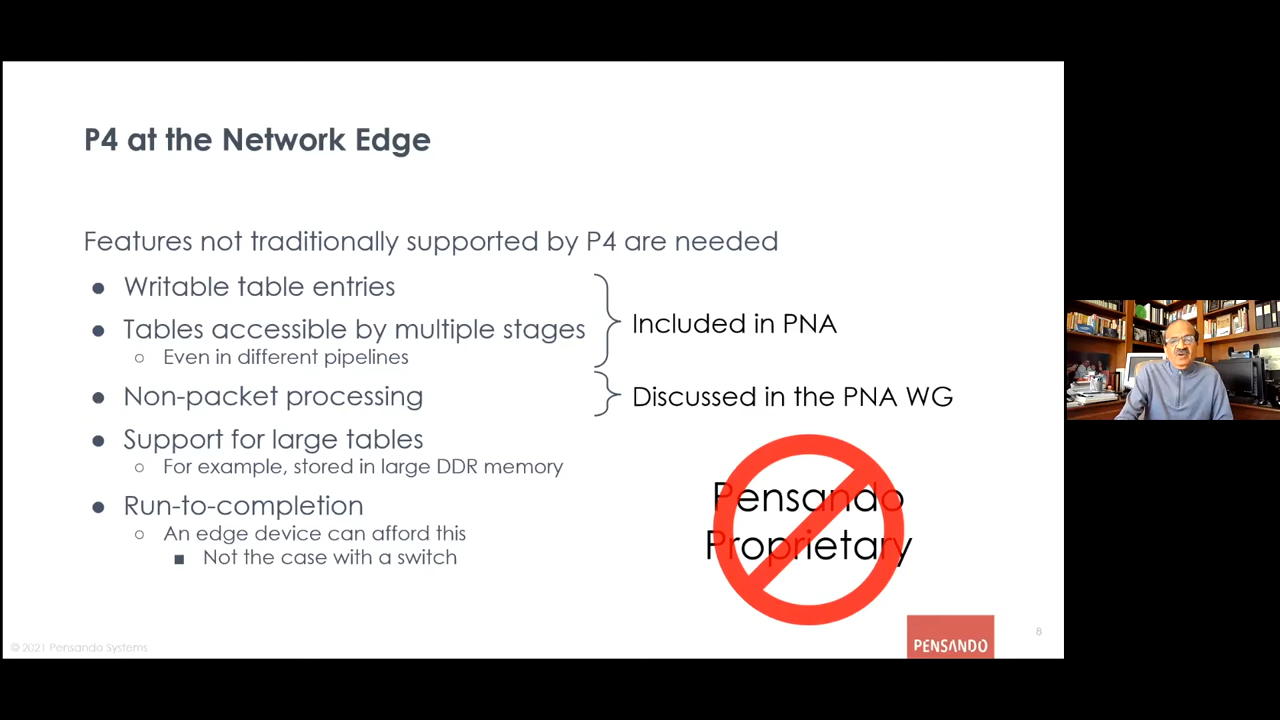 P4 at the Network Edge
Features not traditionally supported by P4 are needed
● Writable table entries
● Tables accessible by multiple stages
○ Even in different pipelines
Included in PNA
● Non-packet processing
Discussed in the PNA WG
● Support for large tables
○ For example, stored in large DDR memory
● Run-to-completion
○ An edge device can afford this
■ Not the case with a switch
Pensando
Proprietary
© 2021 Pensando Systems
PENSANDO
8